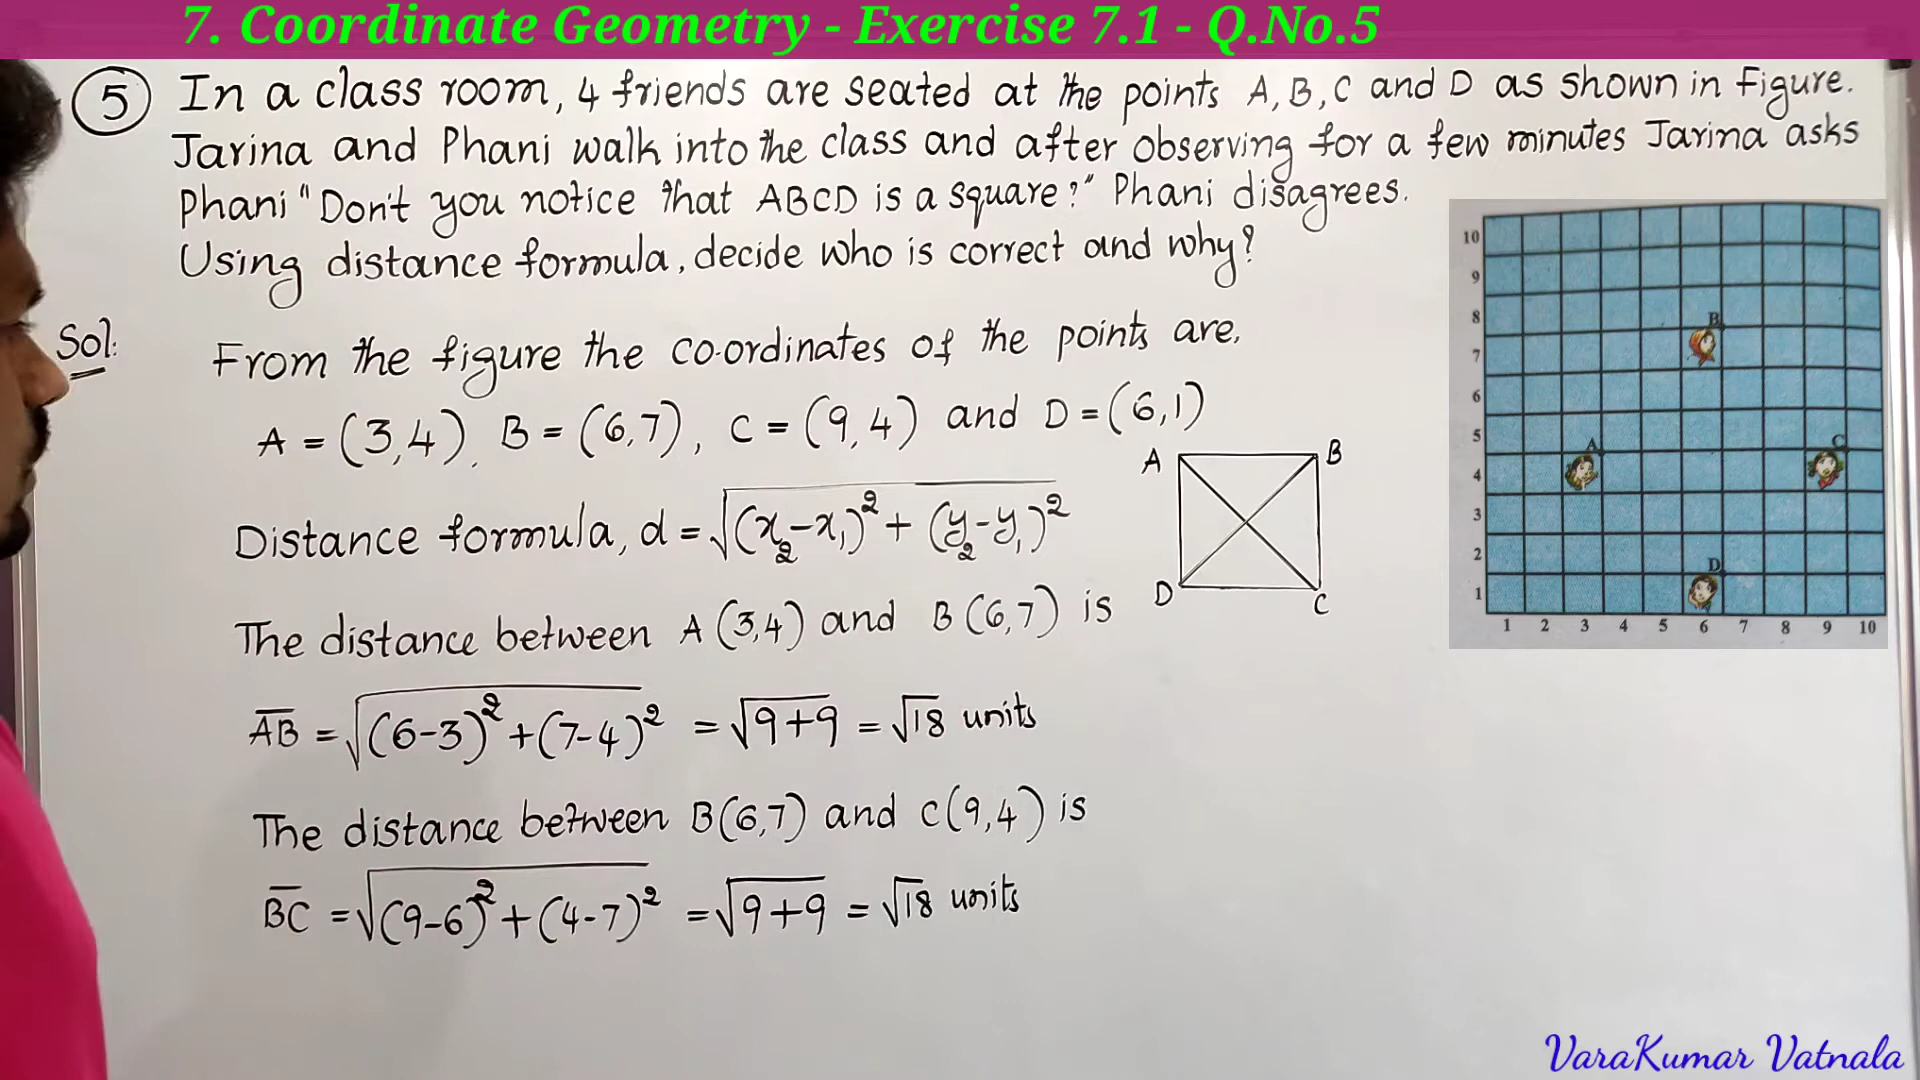 7. Coordinate Geometry - Exercise 7.1 - Q.No.5
5 In a class room, 4 friends are seated at the points A, B, C and D as shown in Figure.
Jarina and Phani walk into the class and after observing for a few minutes Jarina asks
Phani "Don't you notice that ABCD is a square?" Phani disagrees.
Using distance formula, decide who is correct and why?
Sol:
From the figure the co-ordinates of the points are,
A = (3,4), B = (6,7), C = (9,4) and D = (6,1)
Distance formula, d = √(x₂-x₁)² + (y₂-y₁)²
The distance between A(3,4) and B(6,7) is
AB = √(6-3)² + (7-4)² = √9+9 = √18 units
The distance between B(6,7) and C(9,4) is
BC = √(9-6)² + (4-7)² = √9+9 = √18 units
A B
D C
10
9
8 B
7
6
5 A C
4
3
2 D
1
1 2 3 4 5 6 7 8 9 10
VaraKumar Vatnala